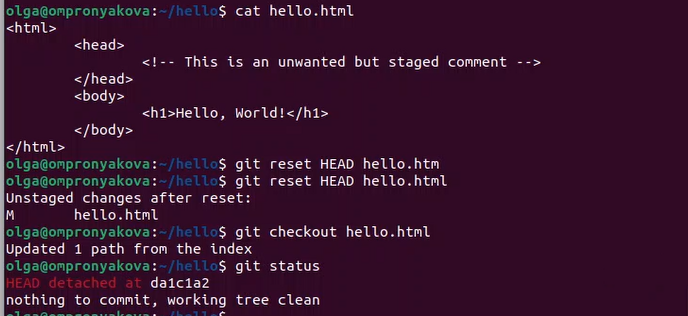 olga@ompronyakova:~/hello$ cat hello.html
<html>
        <head>
                <!-- This is an unwanted but staged comment -->
        </head>
        <body>
                <h1>Hello, World!</h1>
        </body>
</html>
olga@ompronyakova:~/hello$ git reset HEAD hello.htm
olga@ompronyakova:~/hello$ git reset HEAD hello.html
Unstaged changes after reset:
M       hello.html
olga@ompronyakova:~/hello$ git checkout hello.html
Updated 1 path from the index
olga@ompronyakova:~/hello$ git status
HEAD detached at da1c1a2
nothing to commit, working tree clean
olga@ompronyakova:~/hello$